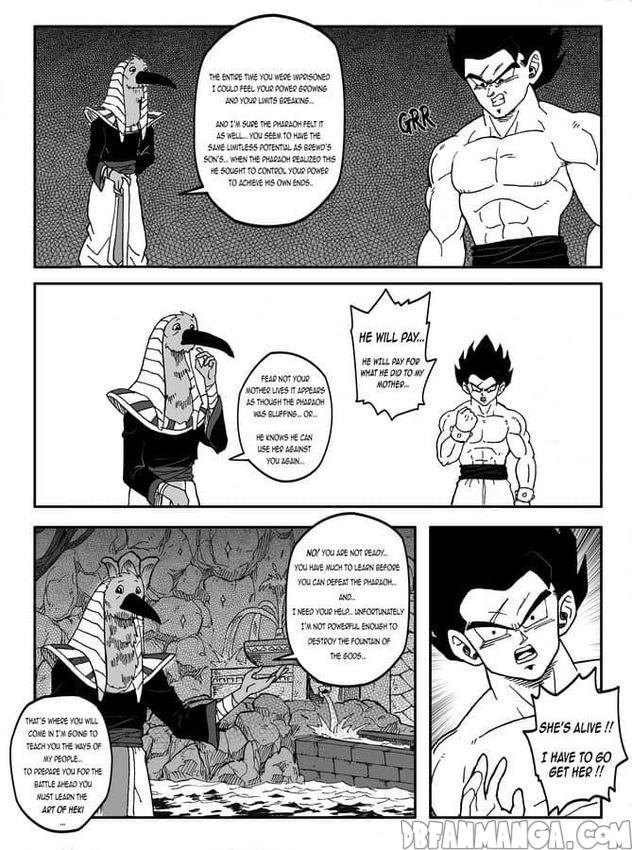 THE ENTIRE TIME YOU WERE IMPRISONED
I COULD FEEL YOUR POWER GROWING
AND YOUR LIMITS BREAKING...
AND I'M SURE THE PHARAOH FELT IT
AS WELL... YOU SEEM TO HAVE THE
SAME LIMITLESS POTENTIAL AS BREWD'S
SON'S... WHEN THE PHARAOH REALIZED THIS
HE SOUGHT TO CONTROL YOUR POWER
TO ACHIEVE HIS OWN ENDS..
GRR
HE WILL PAY...
HE WILL PAY FOR
WHAT HE DID TO MY
MOTHER...
FEAR NOT YOUR
MOTHER LIVES IT APPEARS
AS THOUGH THE PHARAOH
WAS BLUFFING... OR...
HE KNOWS HE CAN
USE HER AGAINST
YOU AGAIN...
SHE'S ALIVE !!
I HAVE TO GO
GET HER !!
NO! YOU ARE NOT READY...
YOU HAVE MUCH TO LEARN BEFORE
YOU CAN DEFEAT THE PHARAOH...
AND...
I NEED YOUR HELP... UNFORTUNATELY
I'M NOT POWERFUL ENOUGH TO
DESTROY THE FOUNTAIN OF
THE GODS...
THAT'S WHERE YOU WILL
COME IN I'M GOING TO
TEACH YOU THE WAYS OF
MY PEOPLE...
TO PREPARE YOU FOR THE
BATTLE AHEAD YOU
MUST LEARN THE
ART OF HEKI
...
DBFANMANGA.COM